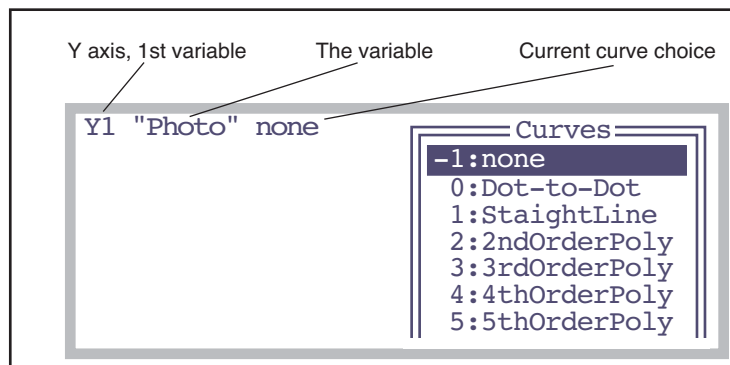 Y axis, 1st variable The variable Current curve choice
Y1 "Photo" none
Curves
-1:none
0:Dot-to-Dot
1:StaightLine
2:2ndOrderPoly
3:3rdOrderPoly
4:4thOrderPoly
5:5thOrderPoly